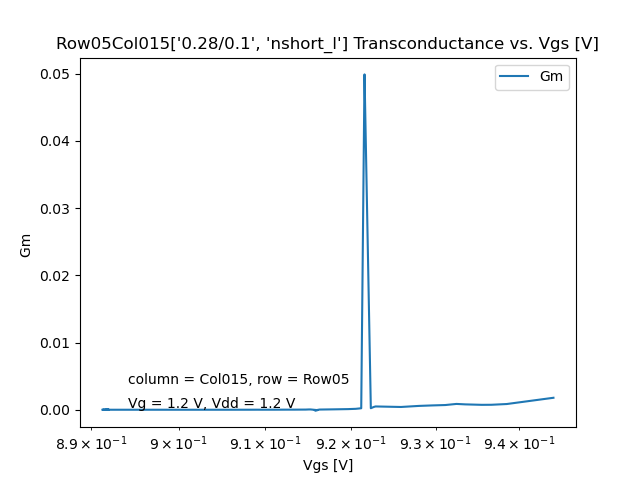 Row05Col015['0.28/0.1', 'nshort_l'] Transconductance vs. Vgs [V]
Gm
0.05
0.04
0.03
0.02
0.01
0.00
Gm
column = Col015, row = Row05
Vg = 1.2 V, Vdd = 1.2 V
8.9 × 10⁻¹ 9 × 10⁻¹ 9.1 × 10⁻¹ 9.2 × 10⁻¹ 9.3 × 10⁻¹ 9.4 × 10⁻¹
Vgs [V]